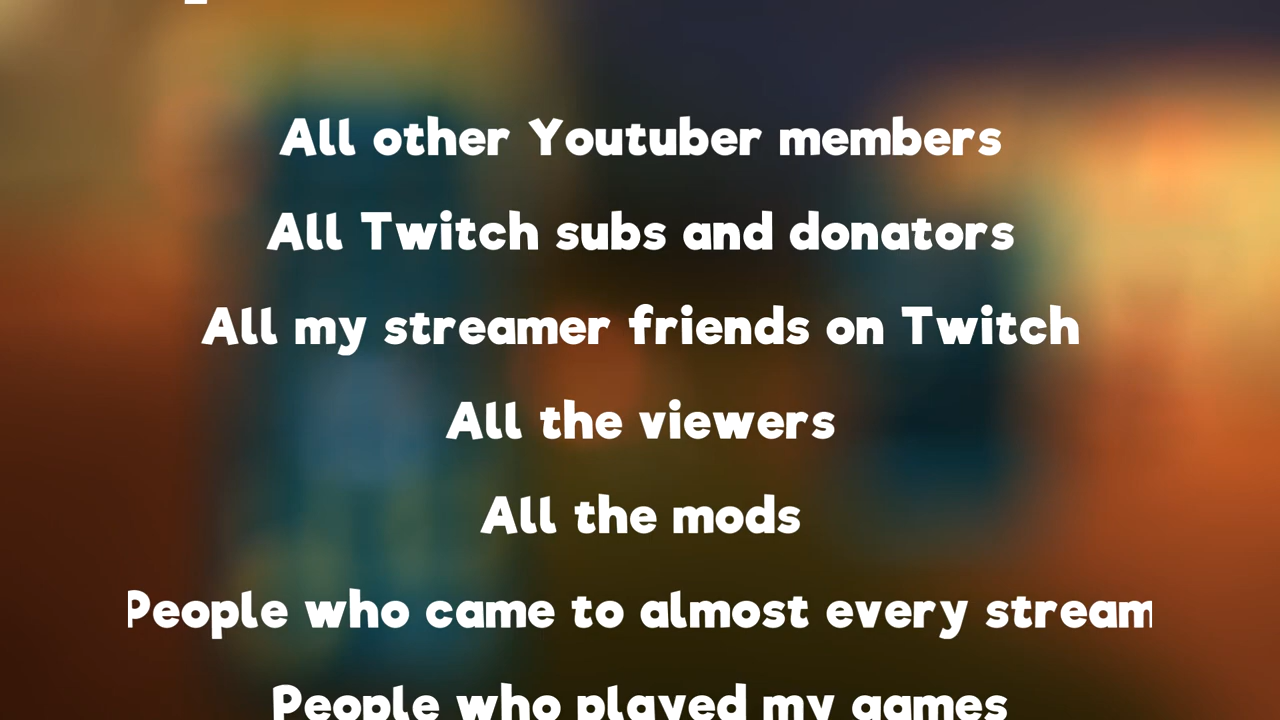 All other Youtuber members
All Twitch subs and donators
All my streamer friends on Twitch
All the viewers
All the mods
People who came to almost every stream
People who played my games